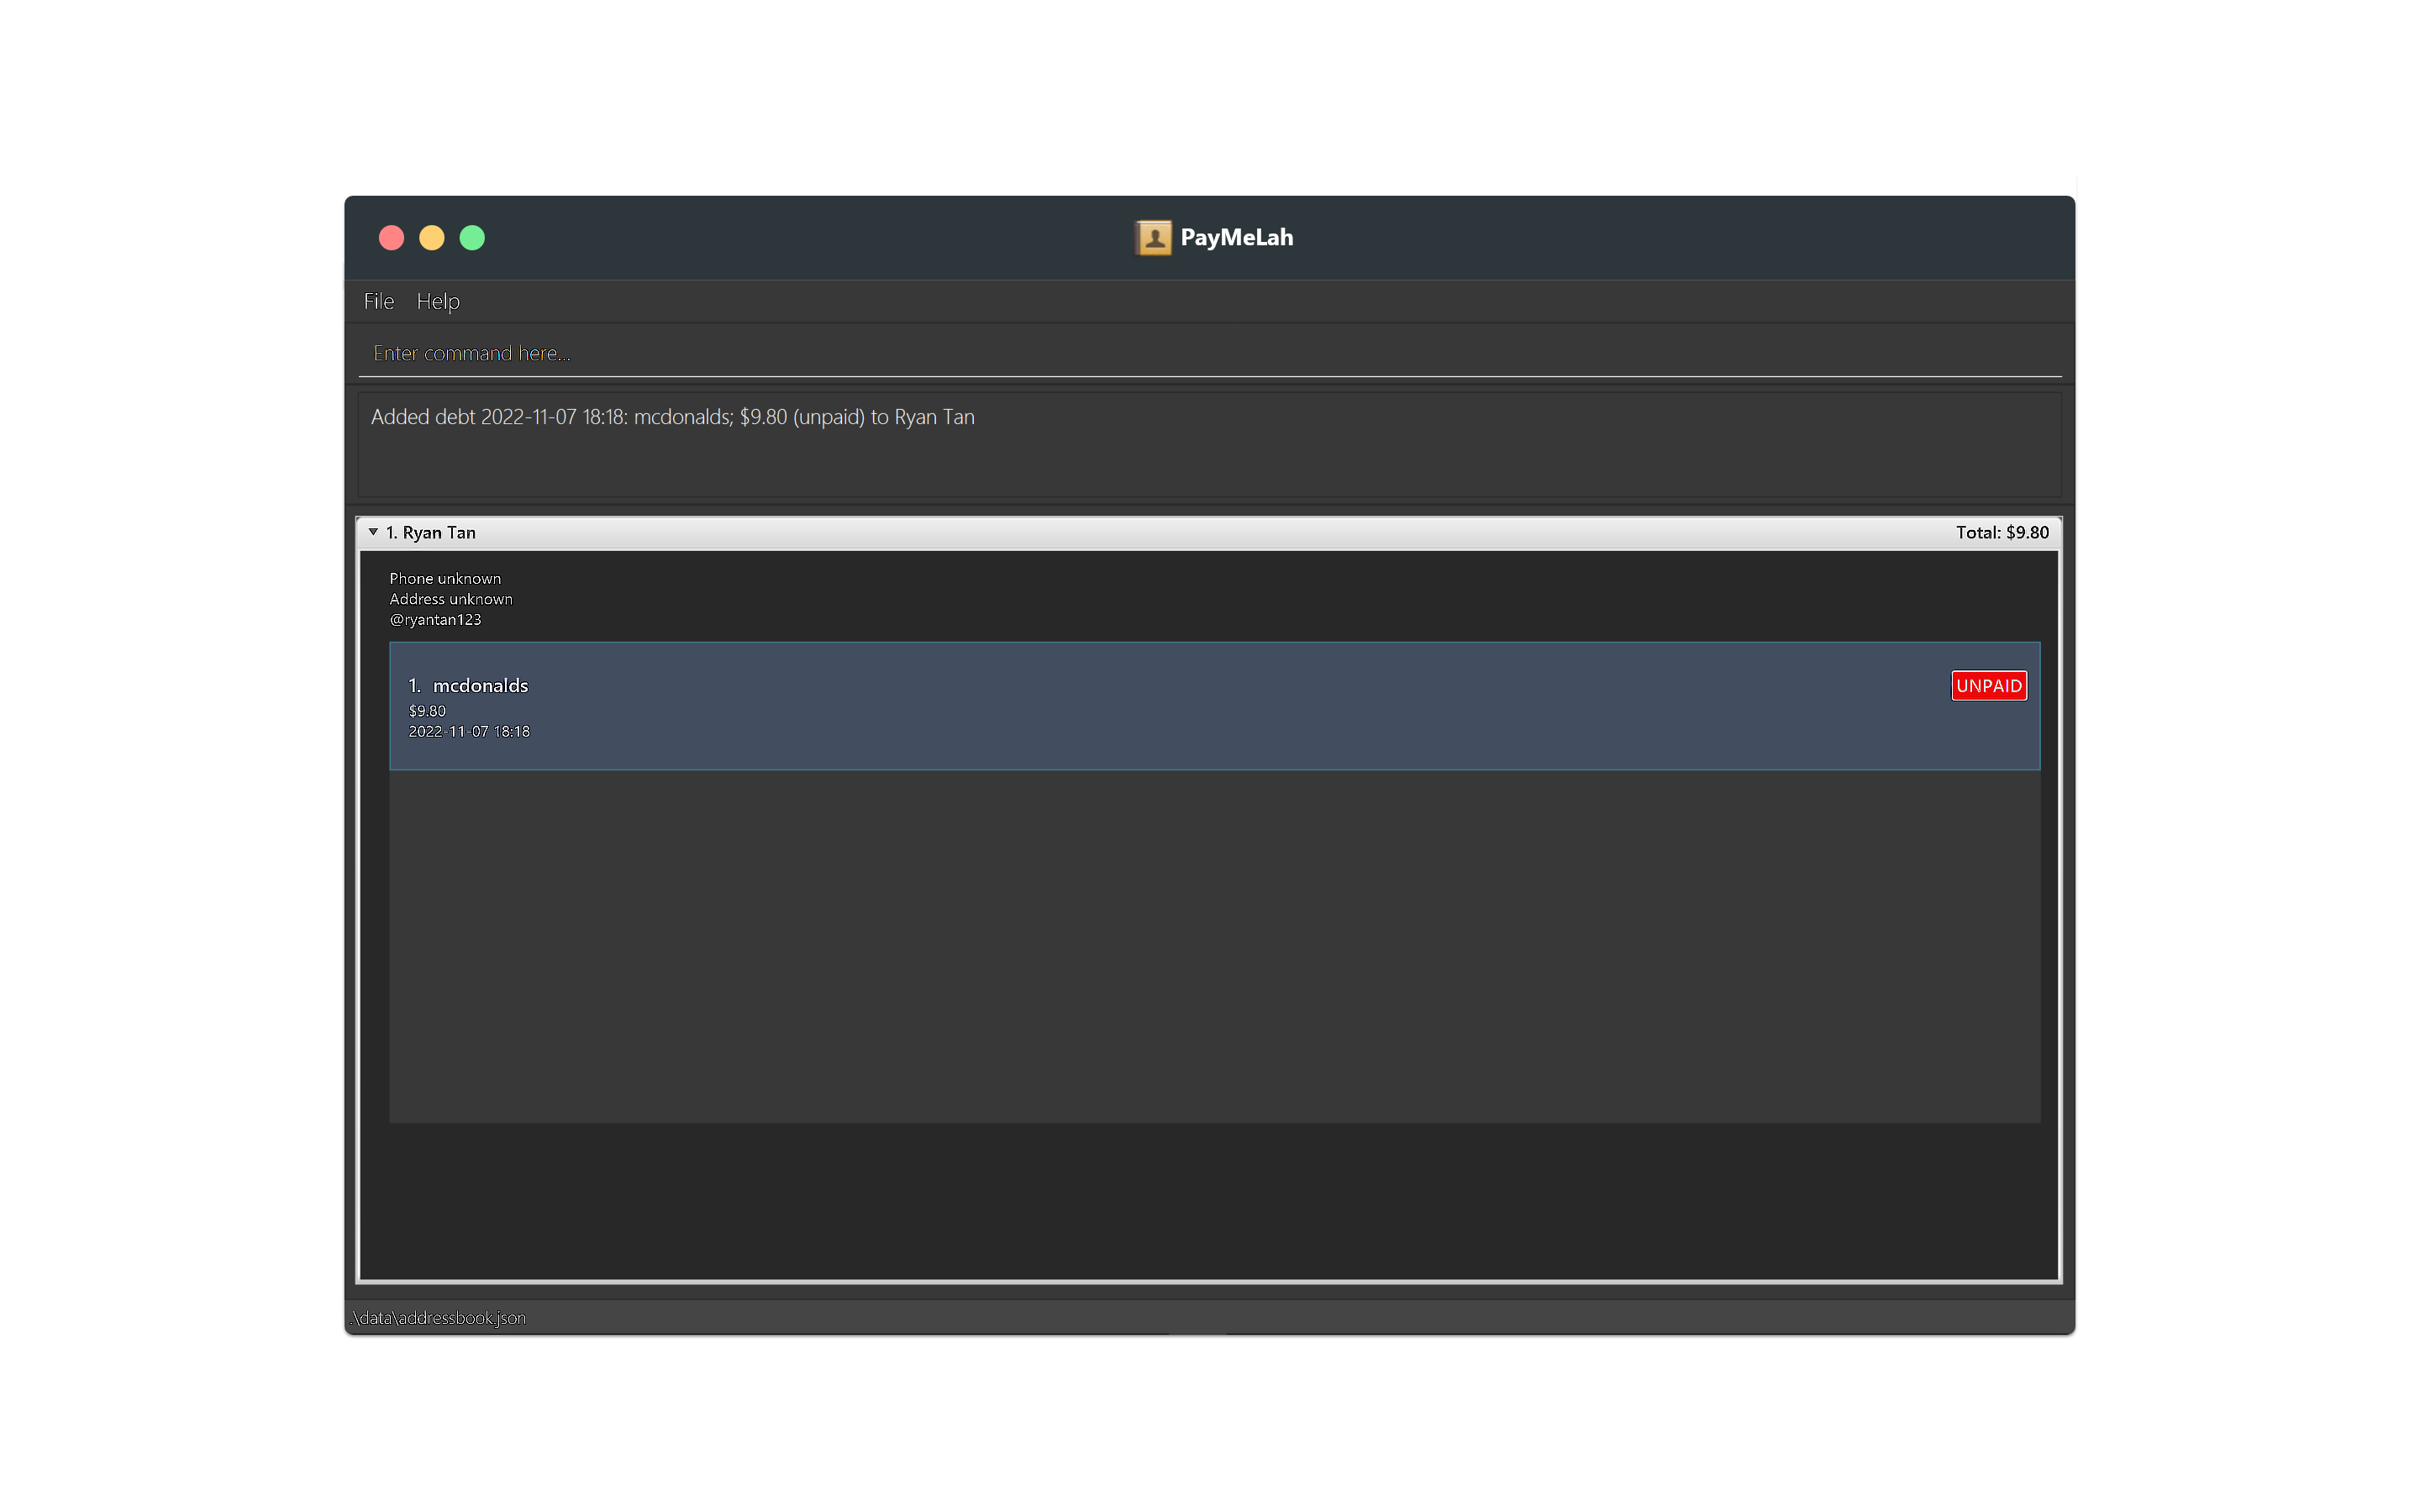 PayMeLah
File Help
Enter command here...
Added debt 2022-11-07 18:18: mcdonalds; $9.80 (unpaid) to Ryan Tan
1. Ryan Tan Total: $9.80
Phone unknown
Address unknown
@ryantan123
1. mcdonalds UNPAID
$9.80
2022-11-07 18:18
.\data\addressbook.json